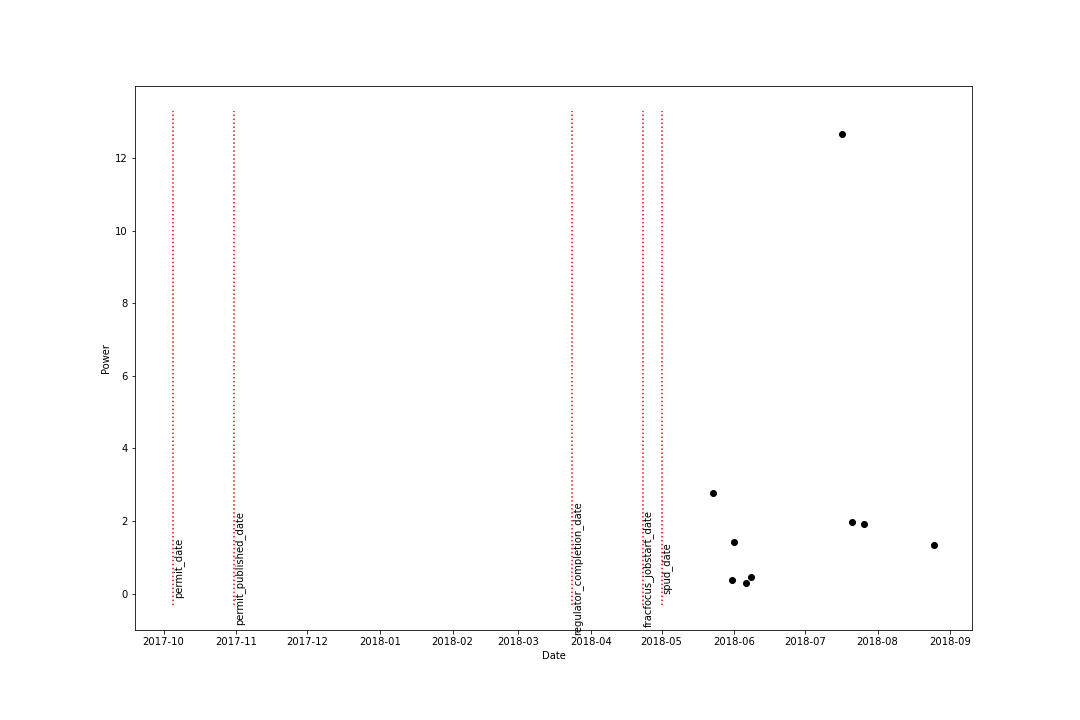 12
10
8
6
4
2
0
Power
permit_date
permit_published_date
regulator_completion_date
fracfocus_jobstart_date
spud_date
2017-10 2017-11 2017-12 2018-01 2018-02 2018-03 2018-04 2018-05 2018-06 2018-07 2018-08 2018-09
Date